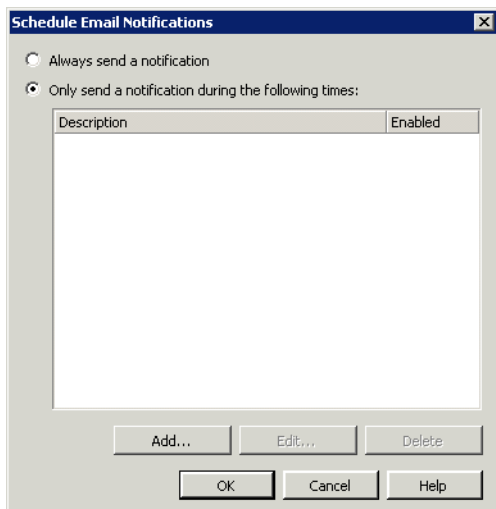 Schedule Email Notifications
Always send a notification
Only send a notification during the following times:
Description Enabled
Add... Edit... Delete
OK Cancel Help